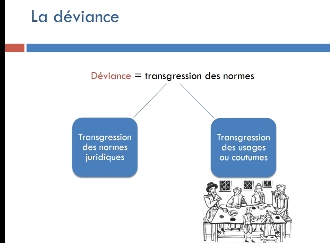 La déviance
Déviance = transgression des normes
Transgression
des normes
juridiques
Transgression
des usages
ou coutumes